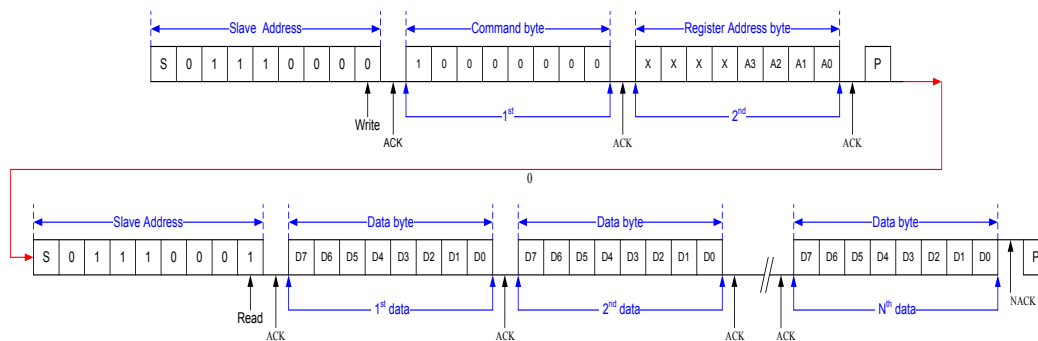 Slave Address Command byte Register Address byte
S 0 1 1 1 0 0 0 0 1 0 0 0 0 0 0 0 X X X X A3 A2 A1 A0 P
1st 2nd
Write ACK ACK ACK
0
Slave Address Data byte Data byte Data byte
S 0 1 1 1 0 0 0 1 D7 D6 D5 D4 D3 D2 D1 D0 D7 D6 D5 D4 D3 D2 D1 D0 D7 D6 D5 D4 D3 D2 D1 D0 P
1st data 2nd data Nth data NACK
Read ACK ACK ACK ACK